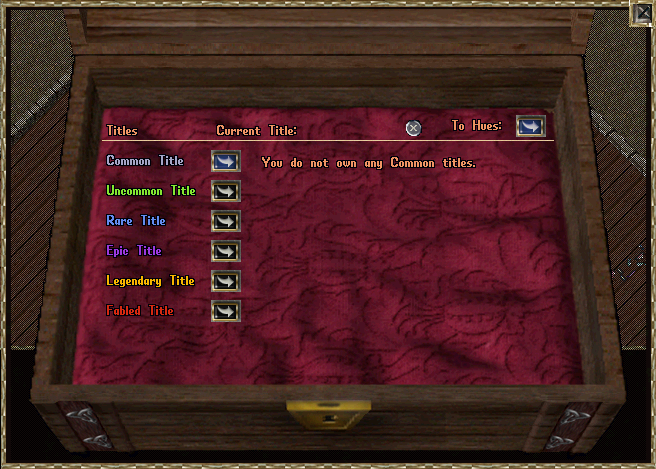 Titles Current Title: To Hues:
Common Title You do not own any Common titles.
Uncommon Title
Rare Title
Epic Title
Legendary Title
Fabled Title